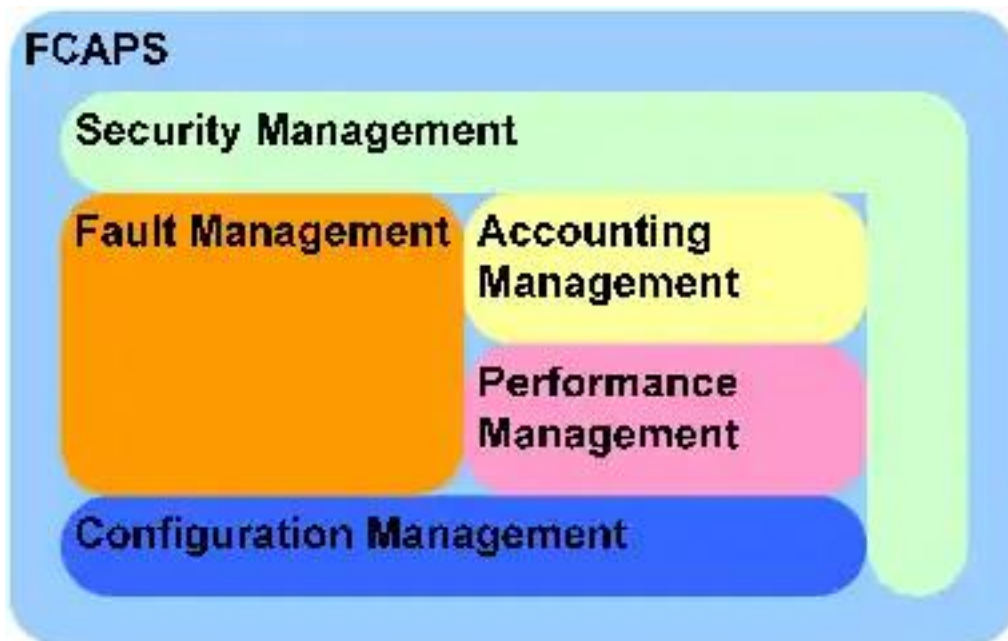 FCAPS
Security Management
Fault Management
Accounting
Management
Performance
Management
Configuration Management